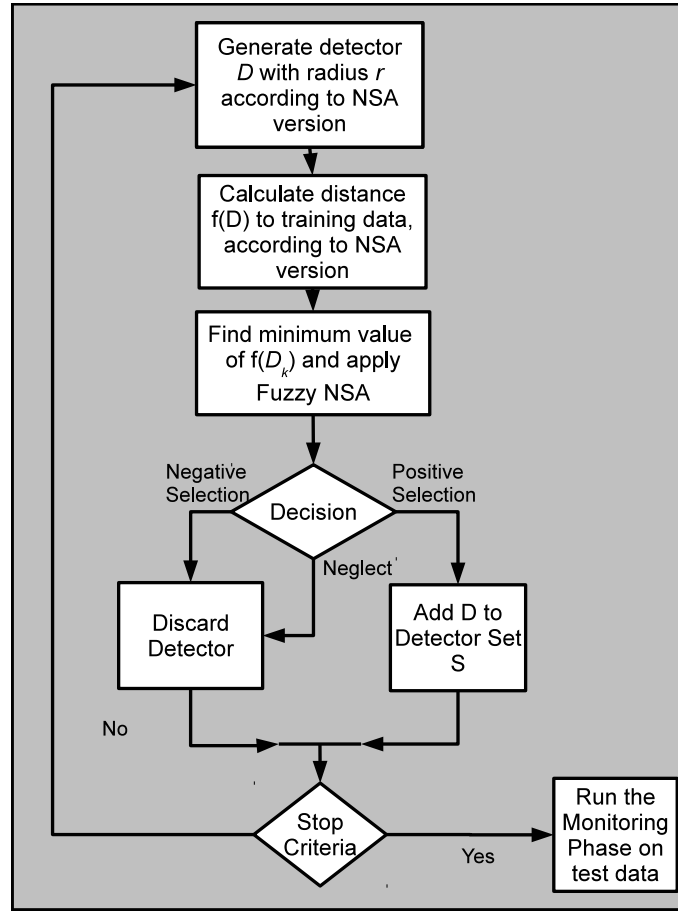 Generate detector
D with radius r
according to NSA
version
Calculate distance
f(D) to training data,
according to NSA
version
Find minimum value
of f(D_k) and apply
Fuzzy NSA
Negative
Selection
Positive
Selection
Decision
Neglect
Discard
Detector
Add D to
Detector Set
S
No
Stop
Criteria
Yes
Run the
Monitoring
Phase on
test data